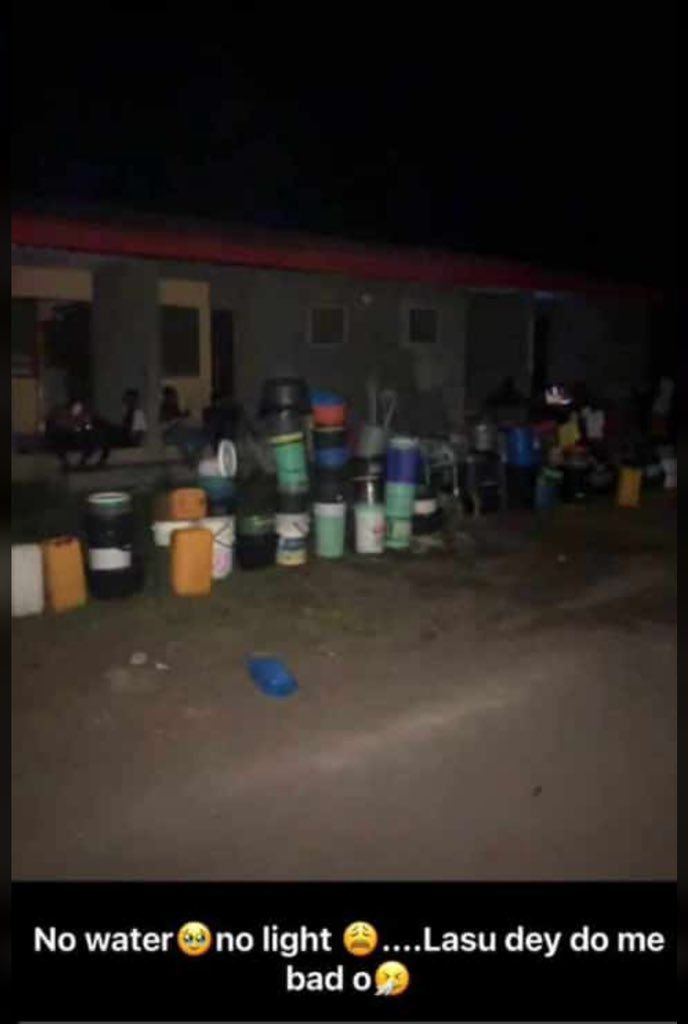 No water🥹no light 😩....Lasu dey do me
bad o🤧